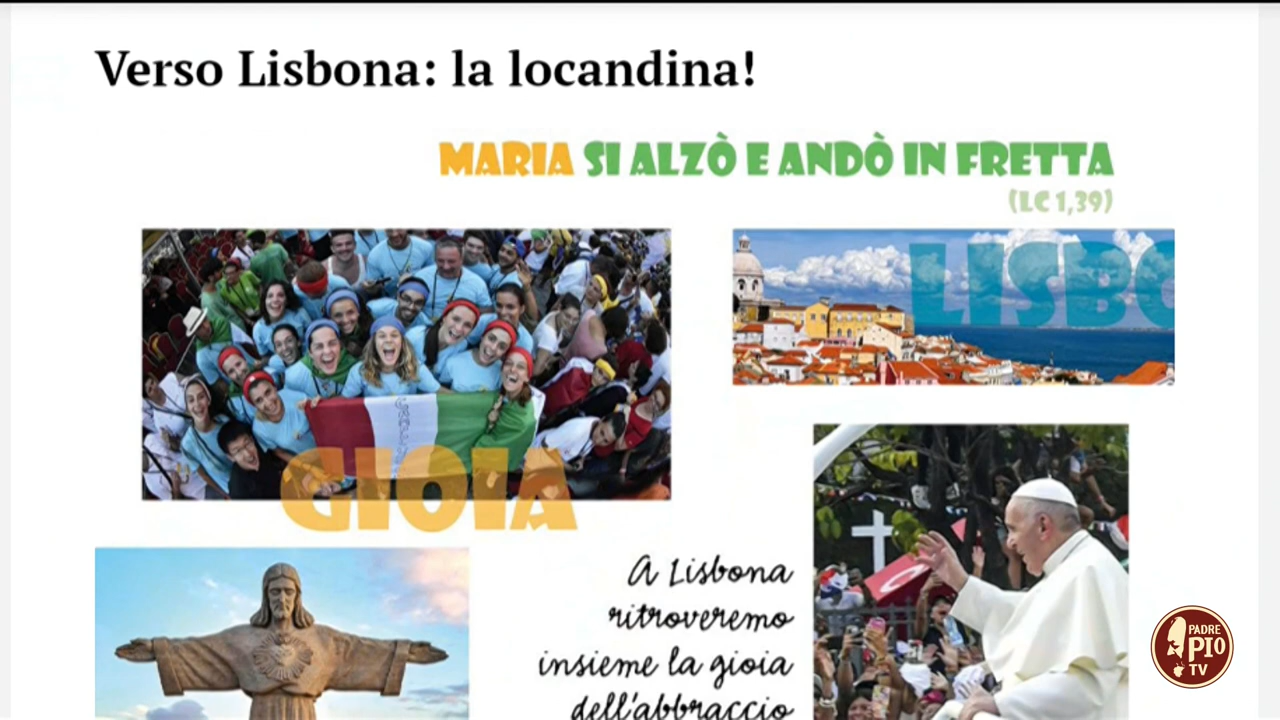 Verso Lisbona: la locandina!
MARIA SI ALZÒ E ANDÒ IN FRETTA
(LC 1,39)
LISBO
GIOIA
A Lisbona
ritroveremo
insieme la gioia
dell'abbraccio
PADRE
PIO
TV